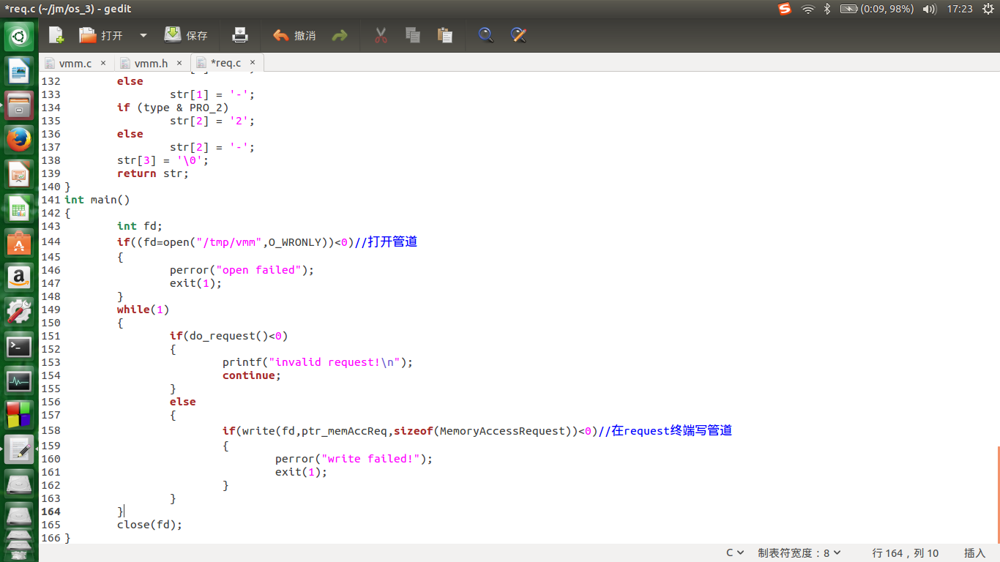 *req.c (~/jm/os_3) - gedit
(0:09, 98%) 17:23
打开 保存 撤消
vmm.c × vmm.h × *req.c ×
132 else
133 str[1] = '-';
134 if (type & PRO_2)
135 str[2] = '2';
136 else
137 str[2] = '-';
138 str[3] = '\0';
139 return str;
140 }
141 int main()
142 {
143 int fd;
144 if((fd=open("/tmp/vmm",O_WRONLY))<0)//打开管道
145 {
146 perror("open failed");
147 exit(1);
148 }
149 while(1)
150 {
151 if(do_request()<0)
152 {
153 printf("invalid request!\n");
154 continue;
155 }
156 else
157 {
158 if(write(fd,ptr_memAccReq,sizeof(MemoryAccessRequest))<0)//在request终端写管道
159 {
160 perror("write failed!");
161 exit(1);
162 }
163 }
164 }
165 close(fd);
166 }
C 制表符宽度：8 行 164，列 10 插入